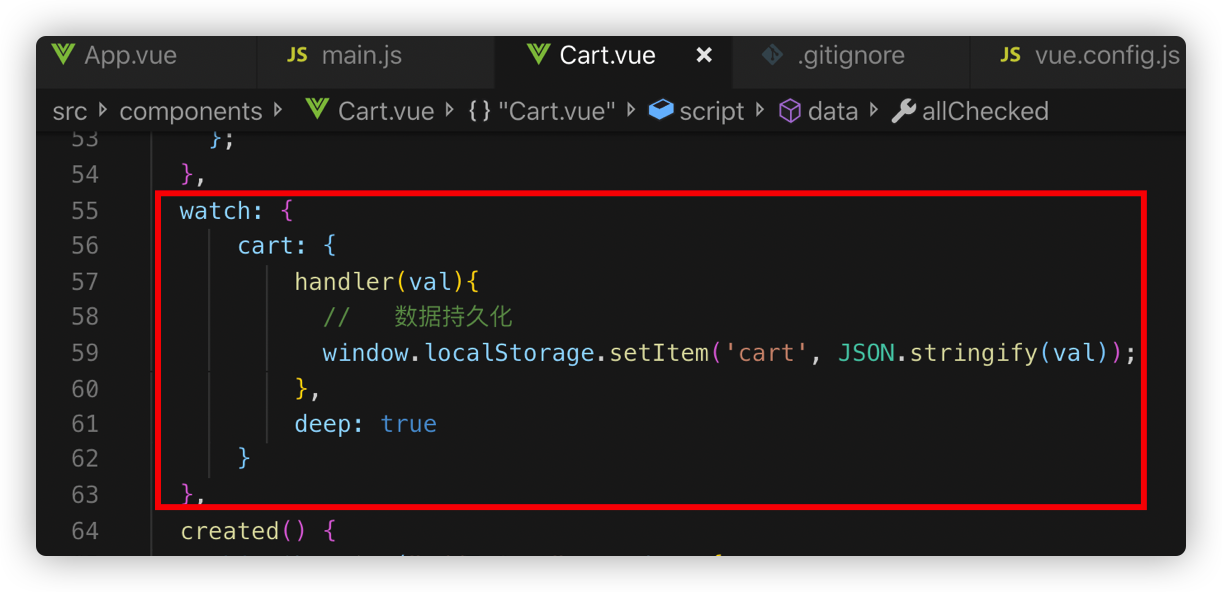 App.vue JS main.js Cart.vue × .gitignore JS vue.config.js
src components Cart.vue {} "Cart.vue" script data allChecked
53 };
54 },
55 watch: {
56 cart: {
57 handler(val){
58 // 数据持久化
59 window.localStorage.setItem('cart', JSON.stringify(val));
60 },
61 deep: true
62 }
63 },
64 created() {